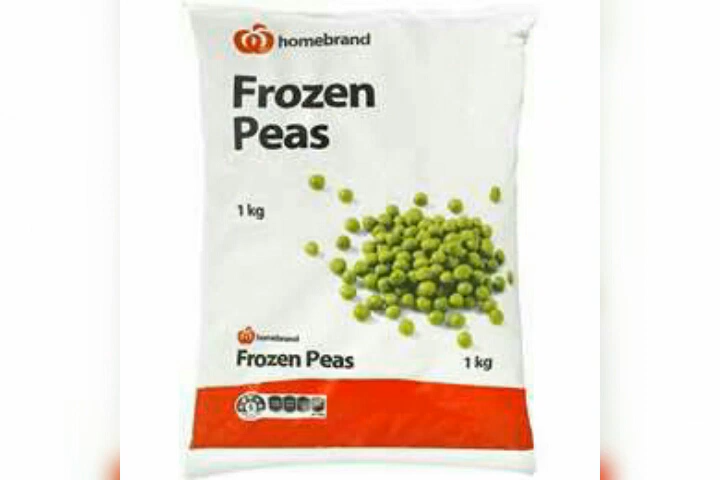 homebrand
Frozen
Peas
1 kg
homebrand
Frozen Peas
1 kg